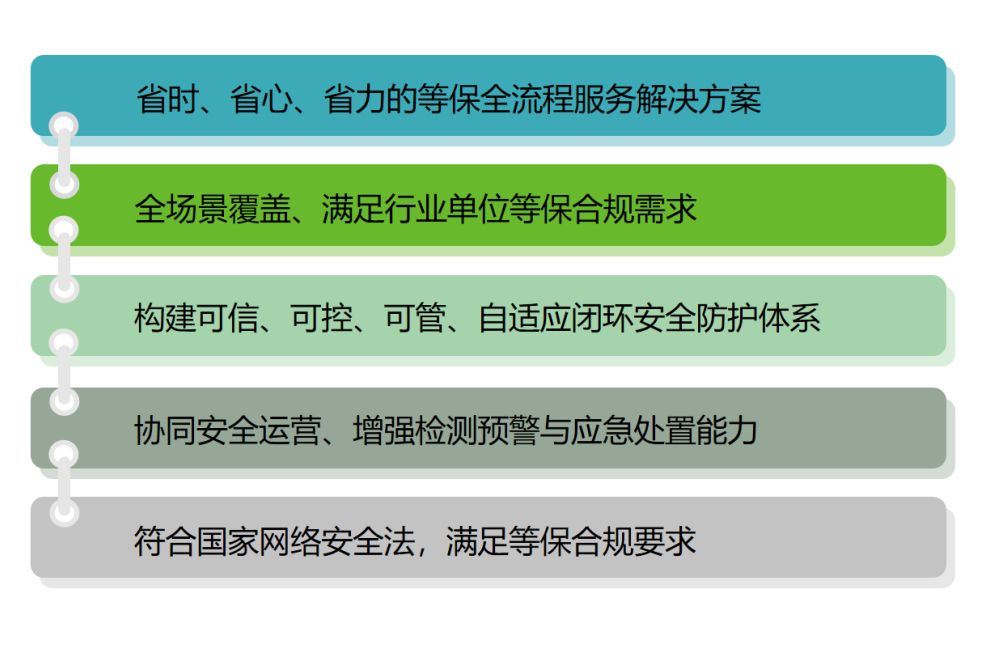 省时、省心、省力的等保全流程服务解决方案
全场景覆盖、满足行业单位等保合规需求
构建可信、可控、可管、自适应闭环安全防护体系
协同安全运营、增强检测预警与应急处置能力
符合国家网络安全法，满足等保合规要求